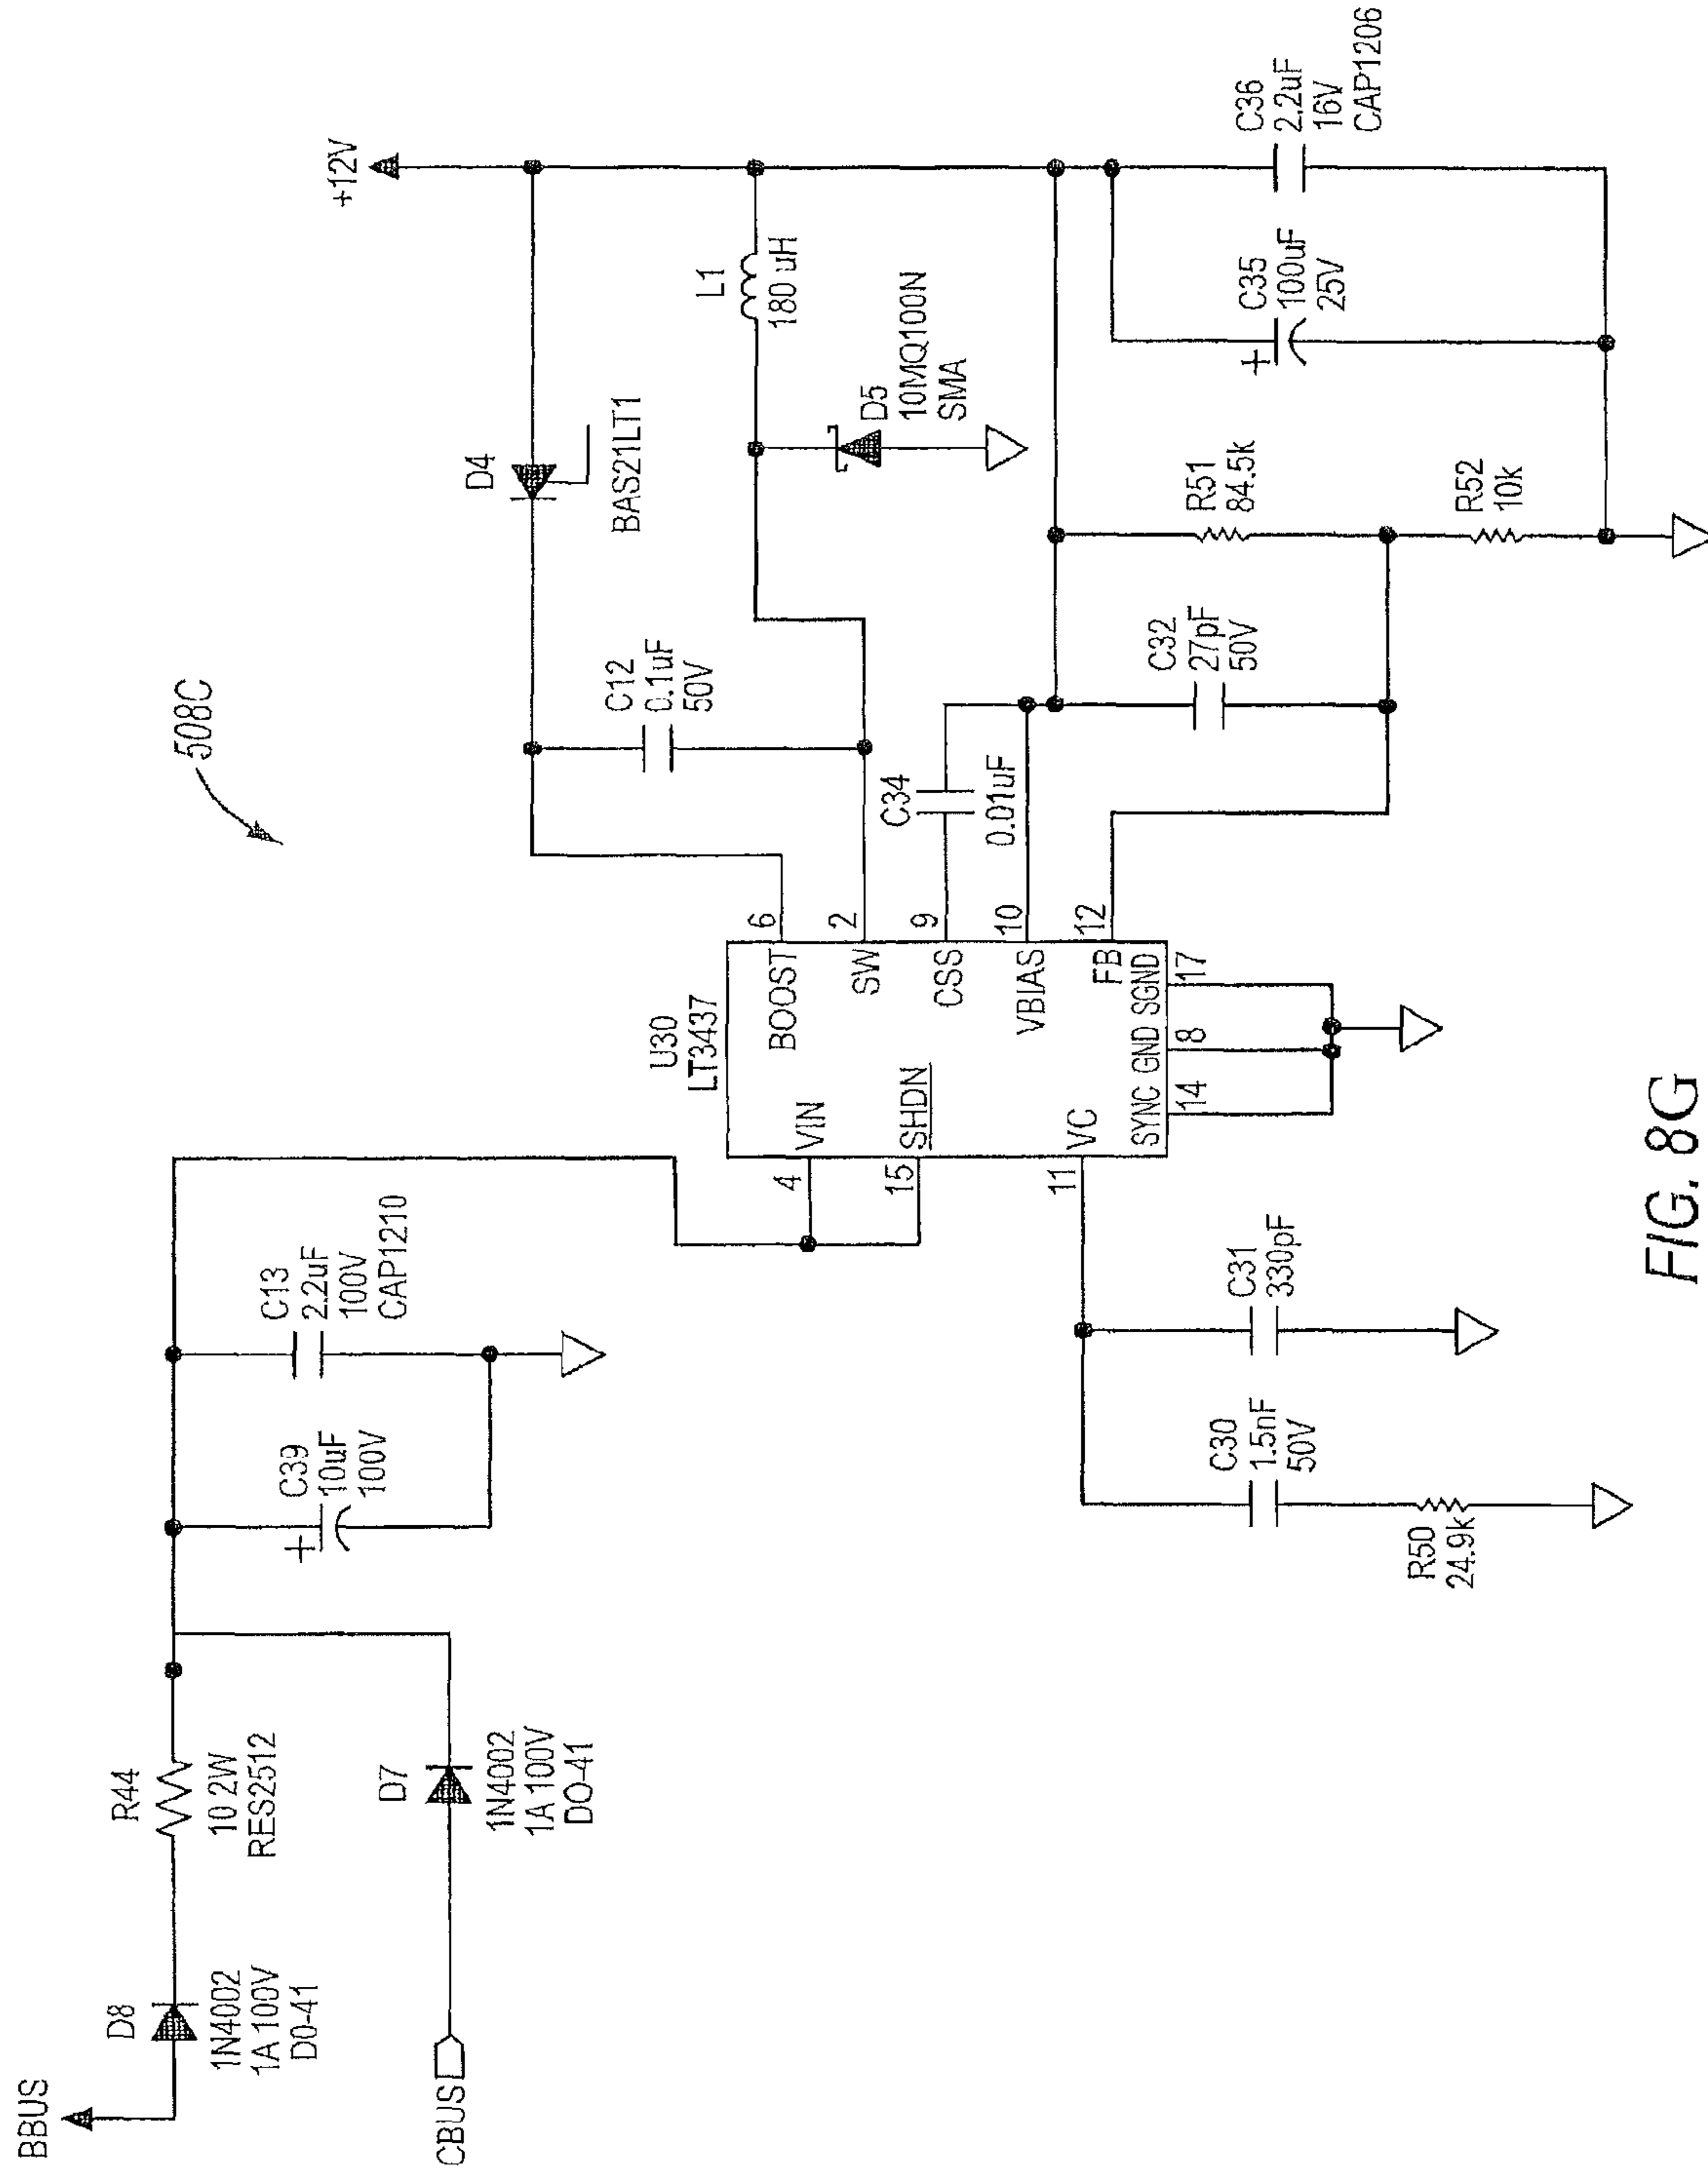 508C
BBUS
D8
1N4002
1A 100V
D0-41
R44
10 2W
RES2512
CBUS
D7
1N4002
1A 100V
DO-41
C39
10uF
100V
C13
2.2uF
100V
CAP1210
U30
LT3437
4
VIN
15
SHDN
11
VC
BOOST
6
SW
2
CSS
9
VBIAS
10
FB
12
SYNC GND SGND
14
8
17
C30
1.5nF
50V
R50
24.9k
C31
330pF
C12
0.1uF
50V
D4
BAS21LT1
+12V
L1
180 uH
D5
10MQ100N
SMA
C34
0.01uF
C32
27pF
50V
R51
84.5k
R52
10k
+
C35
100uF
25V
C36
2.2uF
16V
CAP1206
+
FIG. 8G